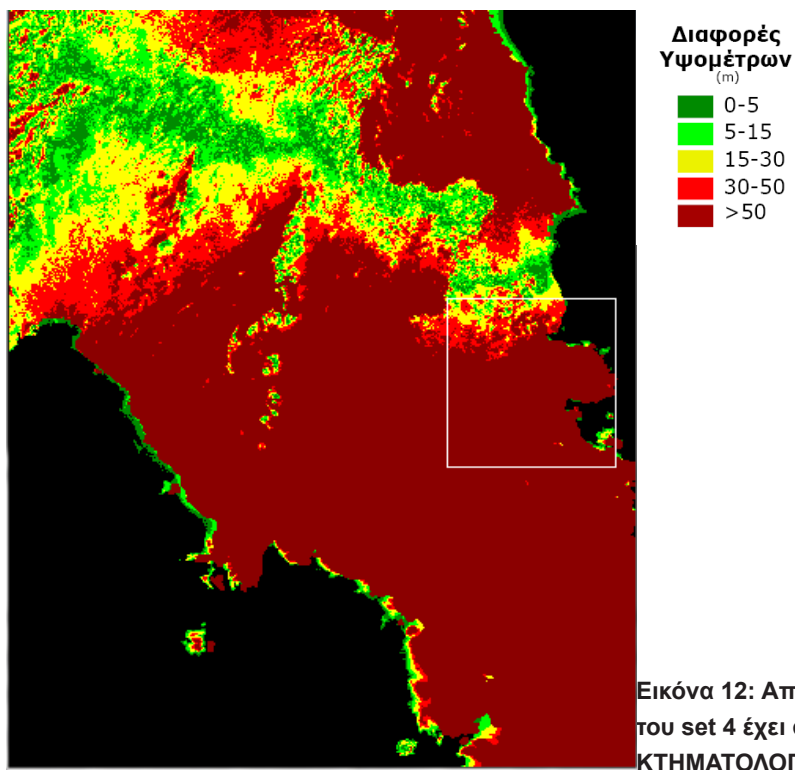 Διαφορές
Υψομέτρων
(m)
0-5
5-15
15-30
30-50
>50
Εικόνα 12: Απ
του set 4 έχει
ΚΤΗΜΑΤΟΛΟΓ